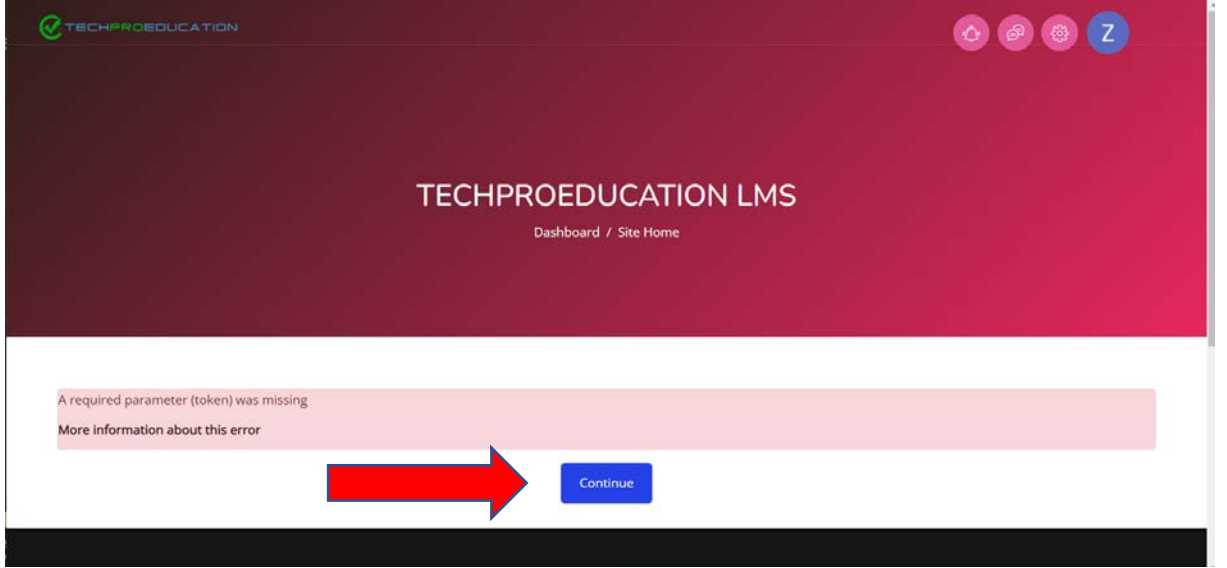 TECHPROEDUCATION
Z
TECHPROEDUCATION LMS
Dashboard / Site Home
A required parameter (token) was missing
More information about this error
Continue